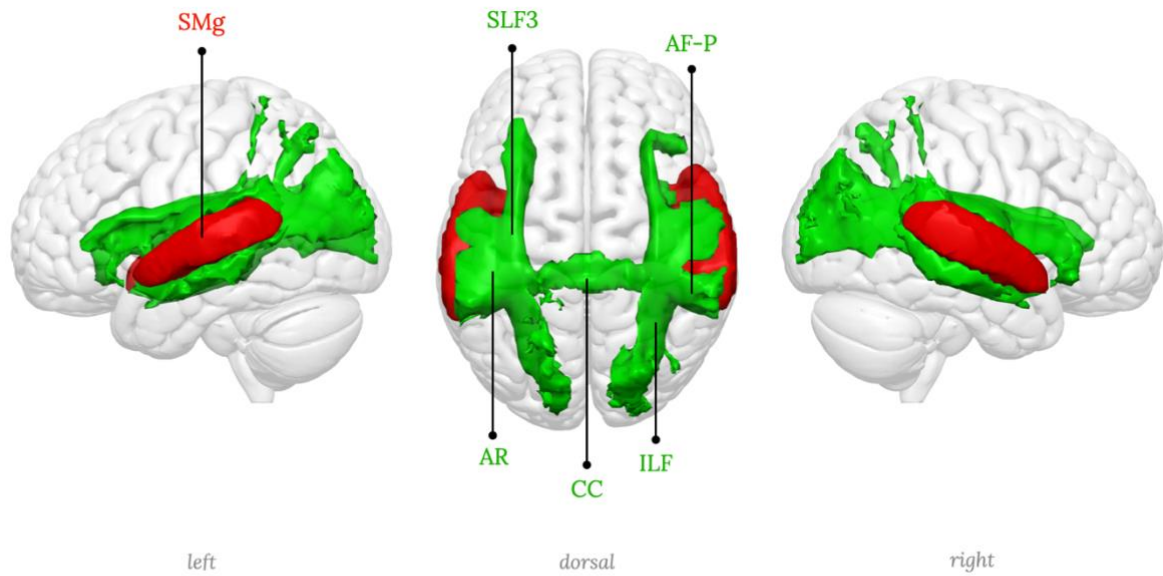 SMg
SLF3
AF-P
AR
CC
ILF
left
dorsal
right